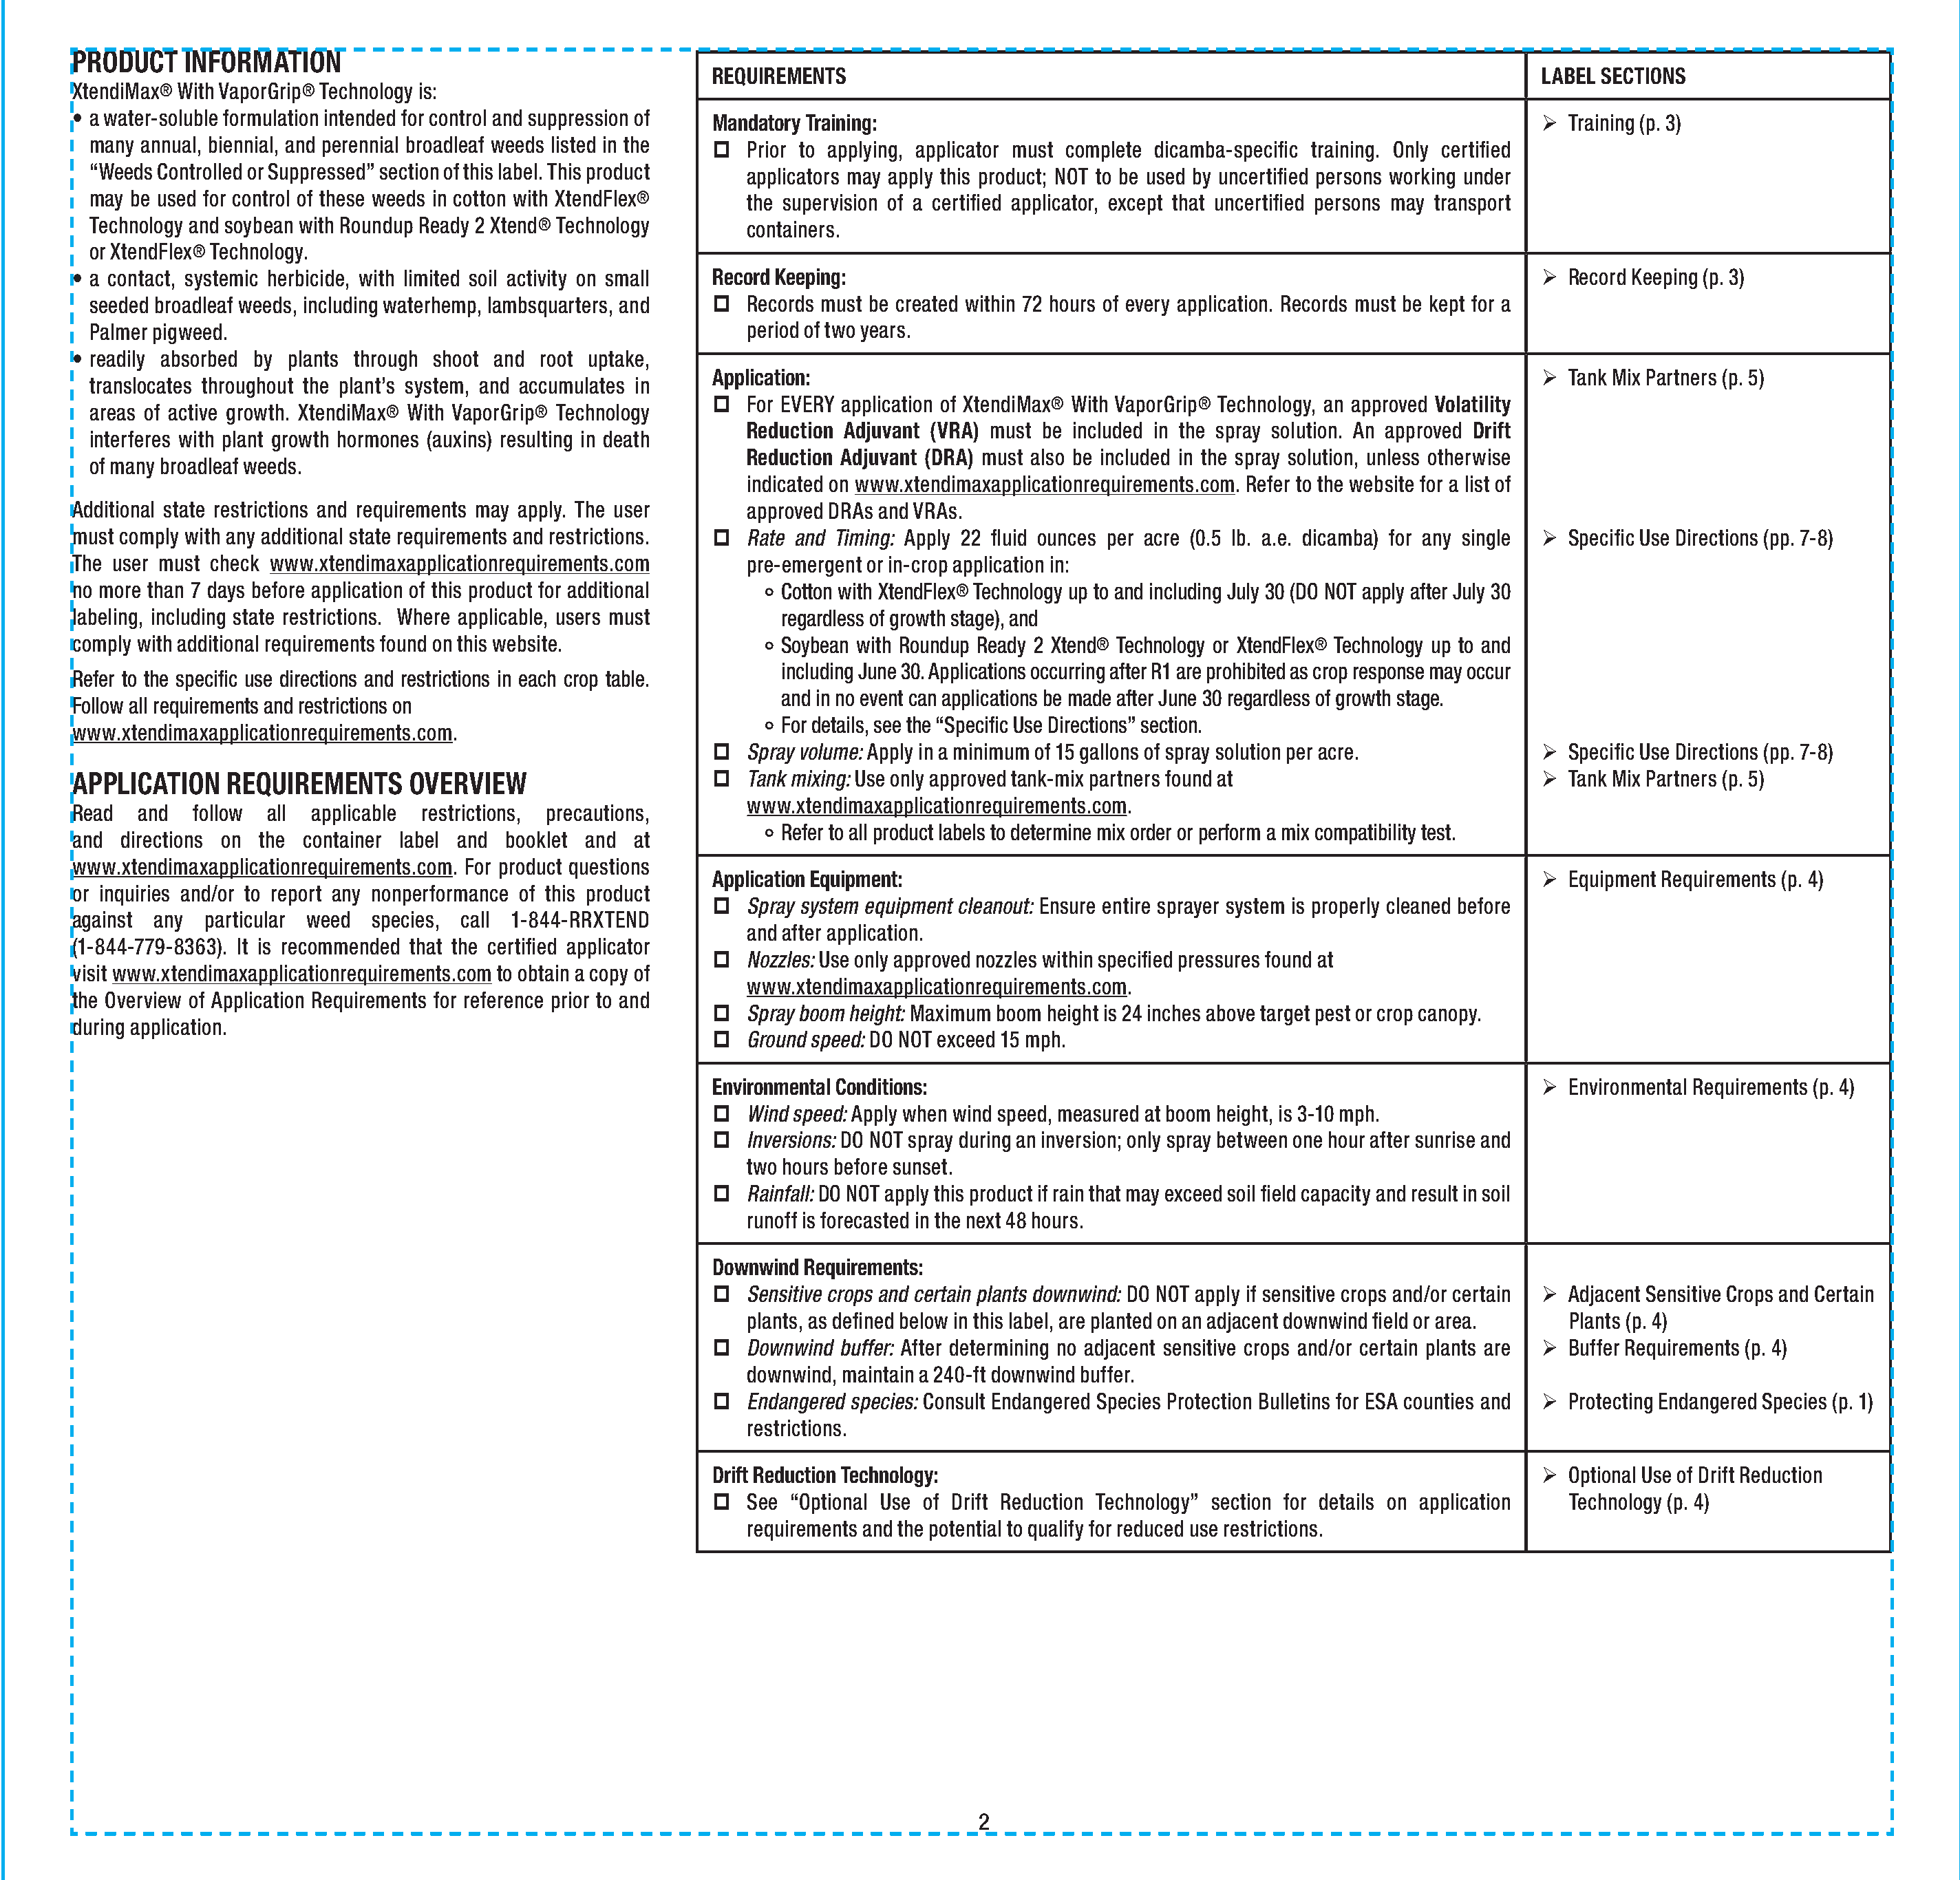 PRODUCT INFORMATION
XtendiMax® With VaporGrip® Technology is:
• a water-soluble formulation intended for control and suppression of
many annual, biennial, and perennial broadleaf weeds listed in the
“Weeds Controlled or Suppressed” section of this label. This product
may be used for control of these weeds in cotton with XtendFlex®
Technology and soybean with Roundup Ready 2 Xtend® Technology
or XtendFlex® Technology.
• a contact, systemic herbicide, with limited soil activity on small
seeded broadleaf weeds, including waterhemp, lambsquarters, and
Palmer pigweed.
• readily absorbed by plants through shoot and root uptake,
translocates throughout the plant’s system, and accumulates in
areas of active growth. XtendiMax® With VaporGrip® Technology
interferes with plant growth hormones (auxins) resulting in death
of many broadleaf weeds.
Additional state restrictions and requirements may apply. The user
must comply with any additional state requirements and restrictions.
The user must check www.xtendimaxapplicationrequirements.com
no more than 7 days before application of this product for additional
labeling, including state restrictions. Where applicable, users must
comply with additional requirements found on this website.
Refer to the specific use directions and restrictions in each crop table.
Follow all requirements and restrictions on
www.xtendimaxapplicationrequirements.com.
APPLICATION REQUIREMENTS OVERVIEW
Read and follow all applicable restrictions, precautions,
and directions on the container label and booklet and at
www.xtendimaxapplicationrequirements.com. For product questions
or inquiries and/or to report any nonperformance of this product
against any particular weed species, call 1-844-RRXTEND
(1-844-779-8363). It is recommended that the certified applicator
visit www.xtendimaxapplicationrequirements.com to obtain a copy of
the Overview of Application Requirements for reference prior to and
during application.
REQUIREMENTS
LABEL SECTIONS
Mandatory Training:
☐ Prior to applying, applicator must complete dicamba-specific training. Only certified
applicators may apply this product; NOT to be used by uncertified persons working under
the supervision of a certified applicator, except that uncertified persons may transport
containers.
➢ Training (p. 3)
Record Keeping:
☐ Records must be created within 72 hours of every application. Records must be kept for a
period of two years.
➢ Record Keeping (p. 3)
Application:
☐ For EVERY application of XtendiMax® With VaporGrip® Technology, an approved Volatility
Reduction Adjuvant (VRA) must be included in the spray solution. An approved Drift
Reduction Adjuvant (DRA) must also be included in the spray solution, unless otherwise
indicated on www.xtendimaxapplicationrequirements.com. Refer to the website for a list of
approved DRAs and VRAs.
➢ Tank Mix Partners (p. 5)
☐ Rate and Timing: Apply 22 fluid ounces per acre (0.5 lb. a.e. dicamba) for any single
pre-emergent or in-crop application in:
➢ Specific Use Directions (pp. 7-8)
∘ Cotton with XtendFlex® Technology up to and including July 30 (DO NOT apply after July 30
regardless of growth stage), and
∘ Soybean with Roundup Ready 2 Xtend® Technology or XtendFlex® Technology up to and
including June 30. Applications occurring after R1 are prohibited as crop response may occur
and in no event can applications be made after June 30 regardless of growth stage.
∘ For details, see the “Specific Use Directions” section.
☐ Spray volume: Apply in a minimum of 15 gallons of spray solution per acre.
➢ Specific Use Directions (pp. 7-8)
☐ Tank mixing: Use only approved tank-mix partners found at
www.xtendimaxapplicationrequirements.com.
➢ Tank Mix Partners (p. 5)
∘ Refer to all product labels to determine mix order or perform a mix compatibility test.
Application Equipment:
➢ Equipment Requirements (p. 4)
☐ Spray system equipment cleanout: Ensure entire sprayer system is properly cleaned before
and after application.
☐ Nozzles: Use only approved nozzles within specified pressures found at
www.xtendimaxapplicationrequirements.com.
☐ Spray boom height: Maximum boom height is 24 inches above target pest or crop canopy.
☐ Ground speed: DO NOT exceed 15 mph.
Environmental Conditions:
➢ Environmental Requirements (p. 4)
☐ Wind speed: Apply when wind speed, measured at boom height, is 3-10 mph.
☐ Inversions: DO NOT spray during an inversion; only spray between one hour after sunrise and
two hours before sunset.
☐ Rainfall: DO NOT apply this product if rain that may exceed soil field capacity and result in soil
runoff is forecasted in the next 48 hours.
Downwind Requirements:
☐ Sensitive crops and certain plants downwind: DO NOT apply if sensitive crops and/or certain
plants, as defined below in this label, are planted on an adjacent downwind field or area.
➢ Adjacent Sensitive Crops and Certain
Plants (p. 4)
☐ Downwind buffer: After determining no adjacent sensitive crops and/or certain plants are
downwind, maintain a 240-ft downwind buffer.
➢ Buffer Requirements (p. 4)
☐ Endangered species: Consult Endangered Species Protection Bulletins for ESA counties and
restrictions.
➢ Protecting Endangered Species (p. 1)
Drift Reduction Technology:
☐ See “Optional Use of Drift Reduction Technology” section for details on application
requirements and the potential to qualify for reduced use restrictions.
➢ Optional Use of Drift Reduction
Technology (p. 4)
2